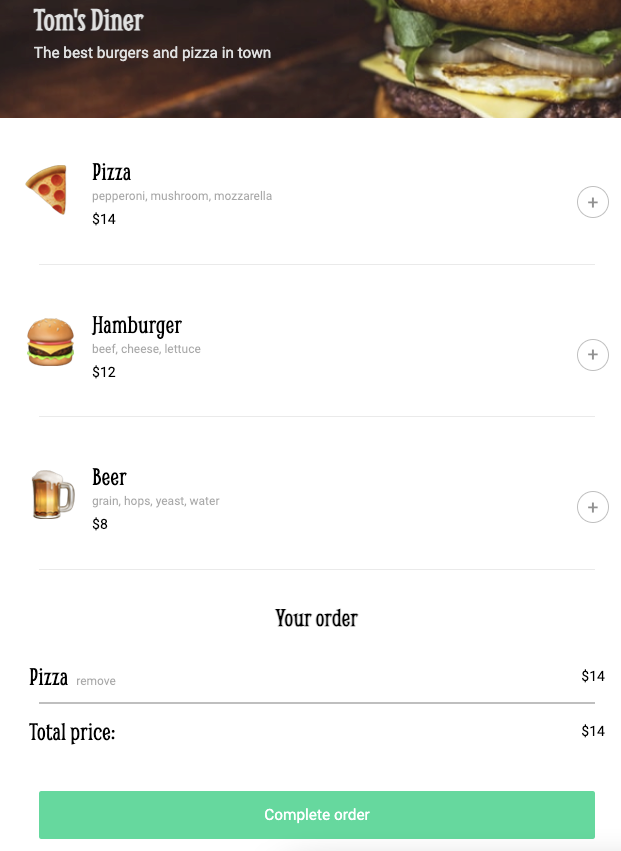 Tom's Diner
The best burgers and pizza in town
Pizza
pepperoni, mushroom, mozzarella
$14
+
Hamburger
beef, cheese, lettuce
$12
+
Beer
grain, hops, yeast, water
$8
+
Your order
Pizza remove $14
Total price: $14
Complete order